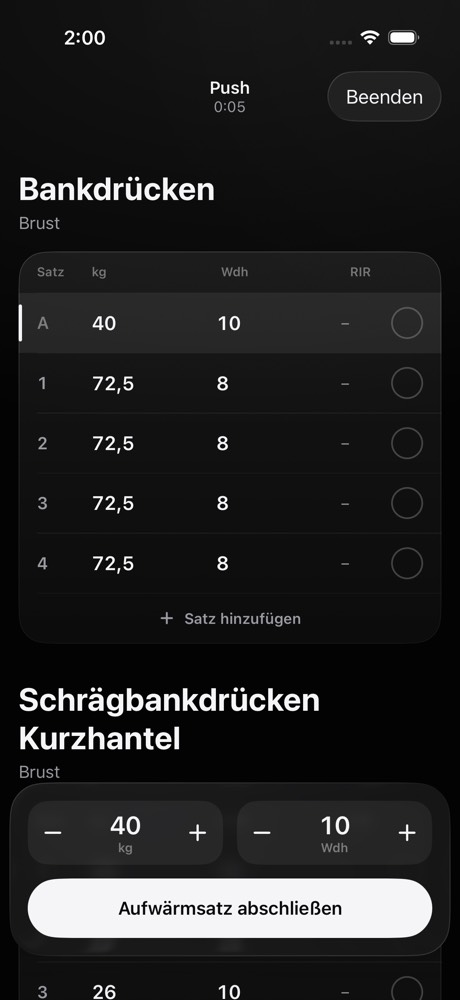 2:00
Push
0:05
Beenden
Bankdrücken
Brust
Satz kg Wdh RIR
A 40 10 –
1 72,5 8 –
2 72,5 8 –
3 72,5 8 –
4 72,5 8 –
+ Satz hinzufügen
Schrägbankdrücken
Kurzhantel
Brust
− 40 + − 10 +
kg Wdh
Aufwärmsatz abschließen
3 26 10 –